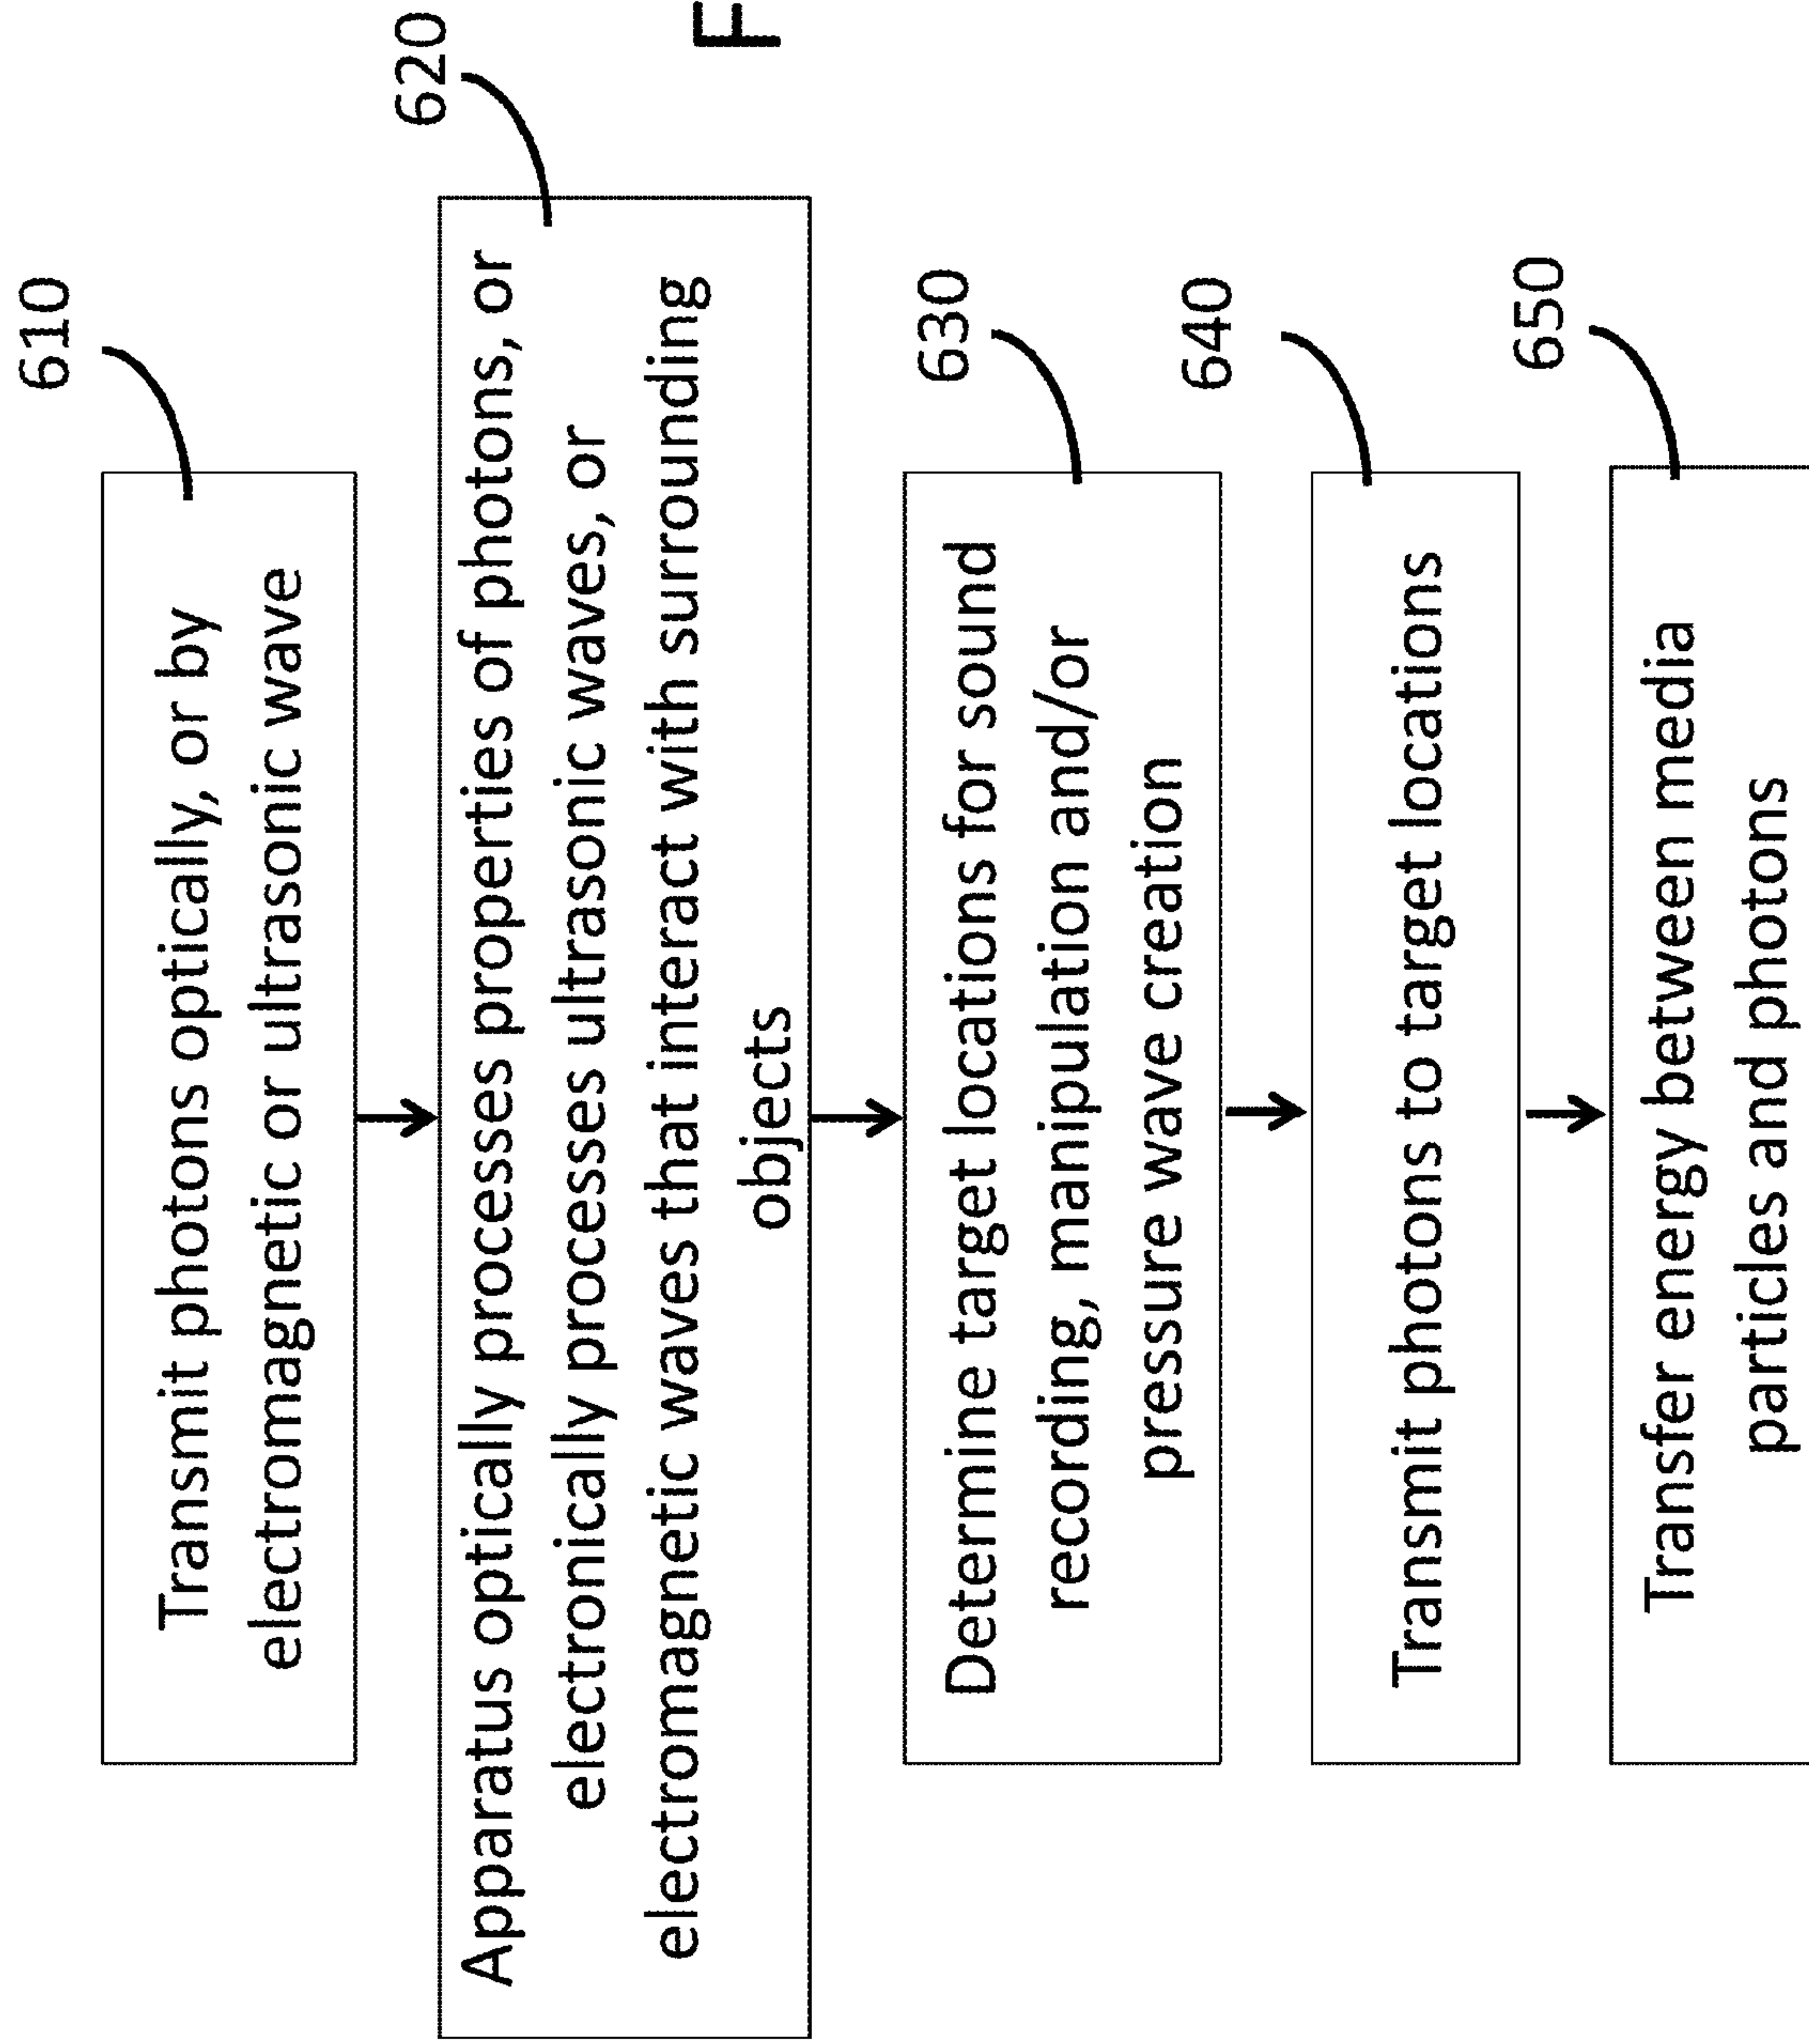 610
Transmit photons optically, or by
electromagnetic or ultrasonic wave
620
Apparatus optically processes properties of photons, or
electronically processes ultrasonic waves, or
electromagnetic waves that interact with surrounding
objects
F
630
Determine target locations for sound
recording, manipulation and/or
pressure wave creation
640
Transmit photons to target locations
650
Transfer energy between media
particles and photons